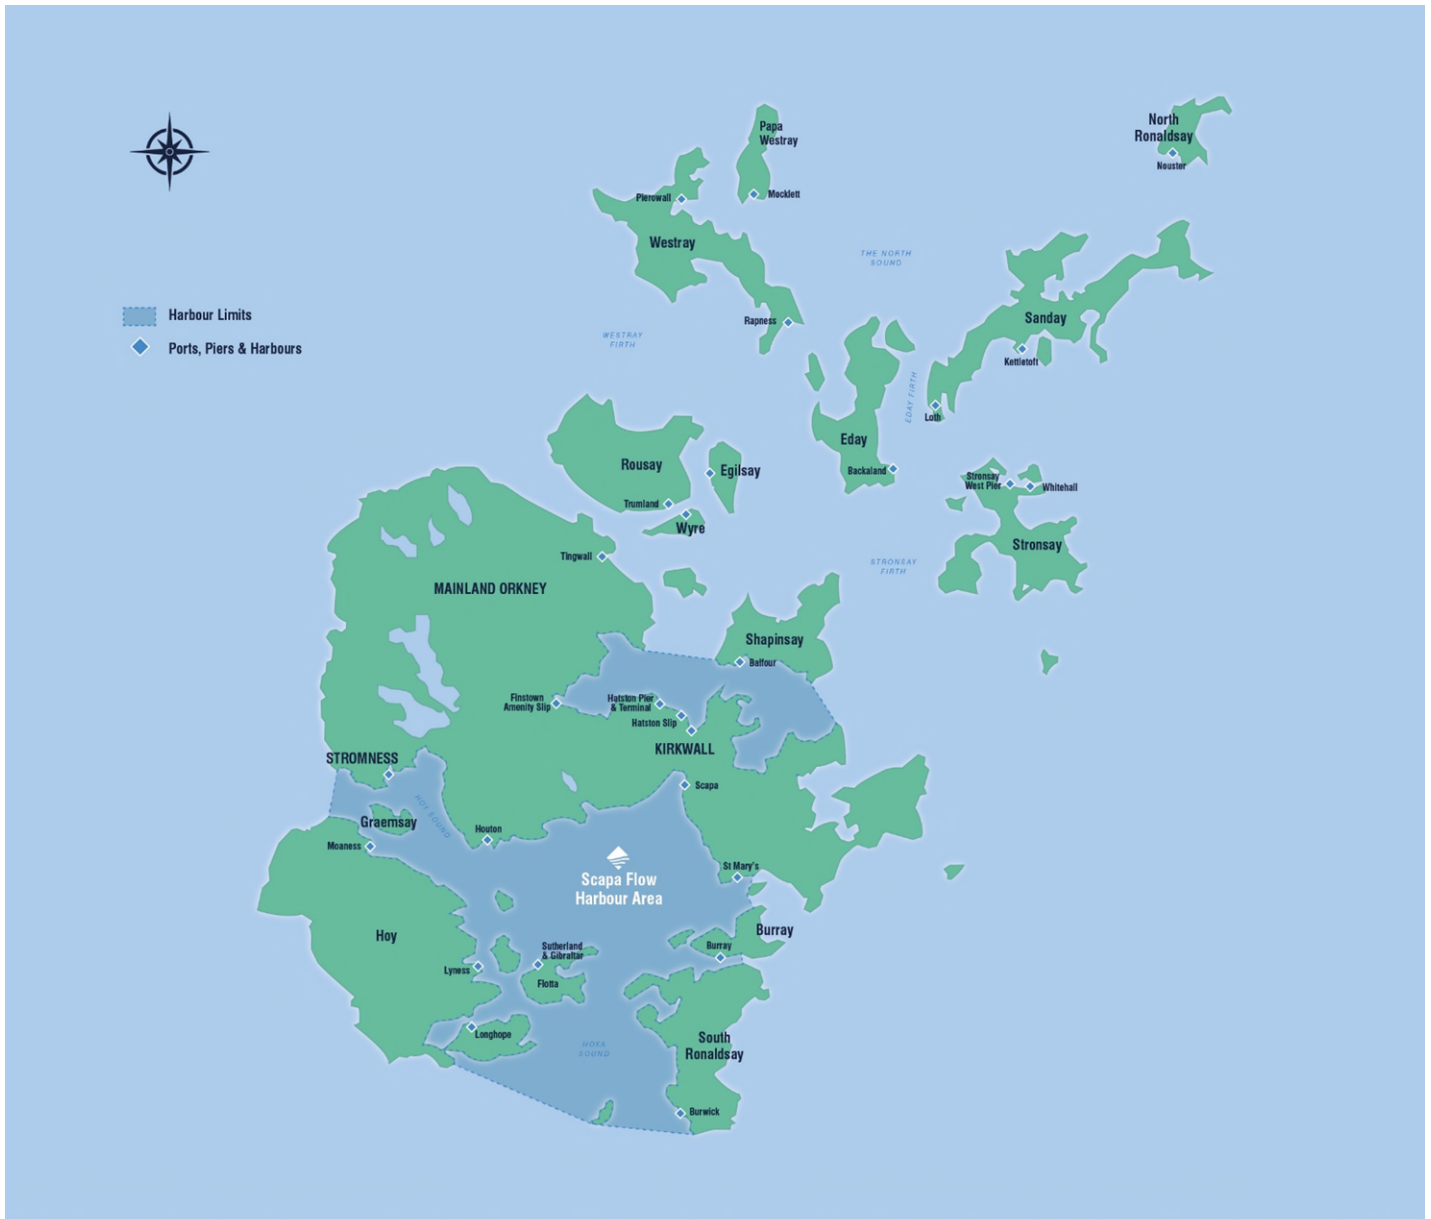 Papa
Westray
North
Ronaldsay
Nouster
Pierowall
Mocklett
Westray
THE NORTH
SOUND
Harbour Limits
Ports, Piers & Harbours
Rapness
Sanday
WESTRAY
FIRTH
Kettletoft
EDAY FIRTH
Loth
Eday
Backaland
Rousay
Egilsay
Stronsay
West Pier
Whitehall
Trumland
Wyre
Stronsay
Tingwall
STRONSAY
FIRTH
MAINLAND ORKNEY
Shapinsay
Balfour
Finstown
Amenity Slip
Hatston Pier
& Terminal
Hatston Slip
KIRKWALL
STROMNESS
Scapa
HOY SOUND
Graemsay
Houton
Moaness
St Mary's
Scapa Flow
Harbour Area
Hoy
Burray
Burray
Sutherland
& Gibraltar
Lyness
Flotta
Longhope
HOXA
SOUND
South
Ronaldsay
Burwick